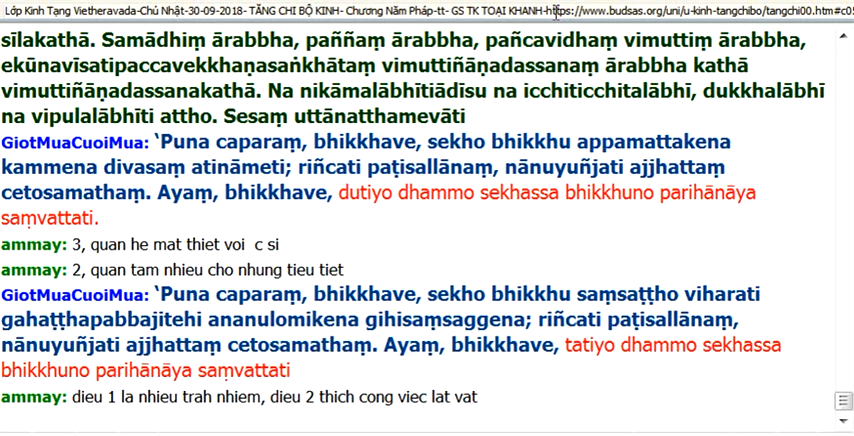 Lớp Kinh Tạng Vietheravada-Chủ Nhật-30-09-2018- TĂNG CHI BỘ KINH- Chương Năm Pháp-tt- GS TK TOẠI KHANH-https://www.budsas.org/uni/u-kinh-tangchibo/tangchi00.htm#c05
sīlakathā. Samādhiṃ ārabbha, paññaṃ ārabbha, pañcavidhaṃ vimuttiṃ ārabbha,
ekūnavīsatipaccavekkhaṇasaṅkhātaṃ vimuttiñāṇadassanaṃ ārabbha kathā
vimuttiñāṇadassanakathā. Na nikāmalābhītiādīsu na icchiticchitalābhī, dukkhalābhī
na vipulalābhīti attho. Sesaṃ uttānatthamevāti
GiotMuaCuoiMua: ‘Puna caparaṃ, bhikkhave, sekho bhikkhu appamattakena
kammena divasaṃ atināmeti; riñcati paṭisallānaṃ, nānuyuñjati ajjhattaṃ
cetosamathaṃ. Ayaṃ, bhikkhave, dutiyo dhammo sekhassa bhikkhuno parihānāya
saṃvattati.
ammay: 3, quan he mat thiet voi  c si
ammay: 2, quan tam nhieu cho nhung tieu tiet
GiotMuaCuoiMua: ‘Puna caparaṃ, bhikkhave, sekho bhikkhu saṃsaṭṭho viharati
gahaṭṭhapabbajitehi ananulomikena gihisaṃsaggena; riñcati paṭisallānaṃ,
nānuyuñjati ajjhattaṃ cetosamathaṃ. Ayaṃ, bhikkhave, tatiyo dhammo sekhassa
bhikkhuno parihānāya saṃvattati
ammay: dieu 1 la nhieu trah nhiem, dieu 2 thich cong viec lat vat